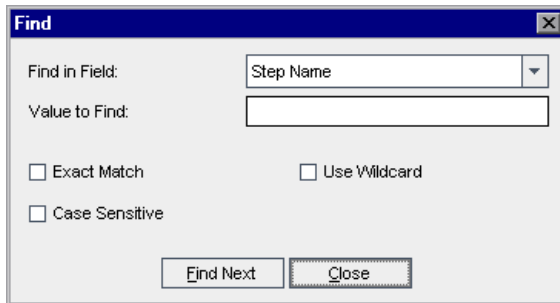 Find
Find in Field: Step Name
Value to Find:
Exact Match Use Wildcard
Case Sensitive
Find Next Close